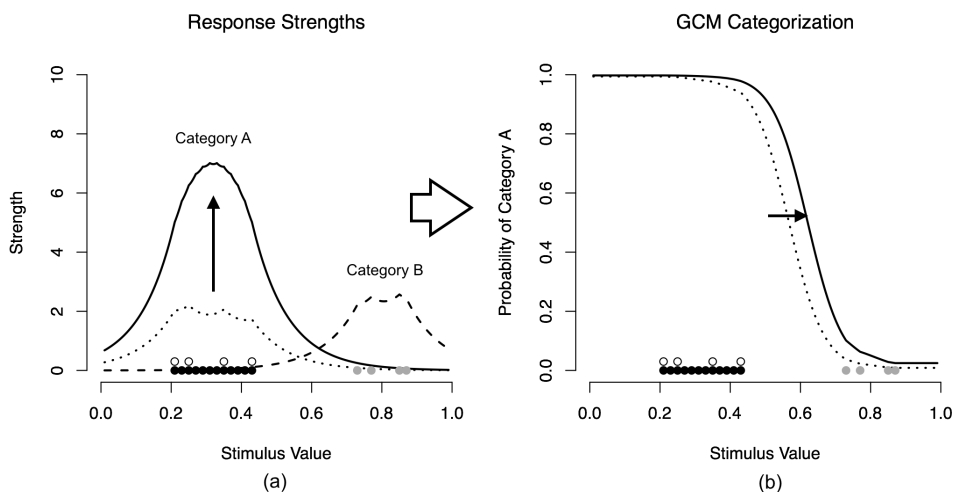 Response Strengths
Strength
10
8
6
4
2
0
Category A
Category B
0.0 0.2 0.4 0.6 0.8 1.0
Stimulus Value
(a)
GCM Categorization
Probability of Category A
1.0
0.8
0.6
0.4
0.2
0.0
0.0 0.2 0.4 0.6 0.8 1.0
Stimulus Value
(b)